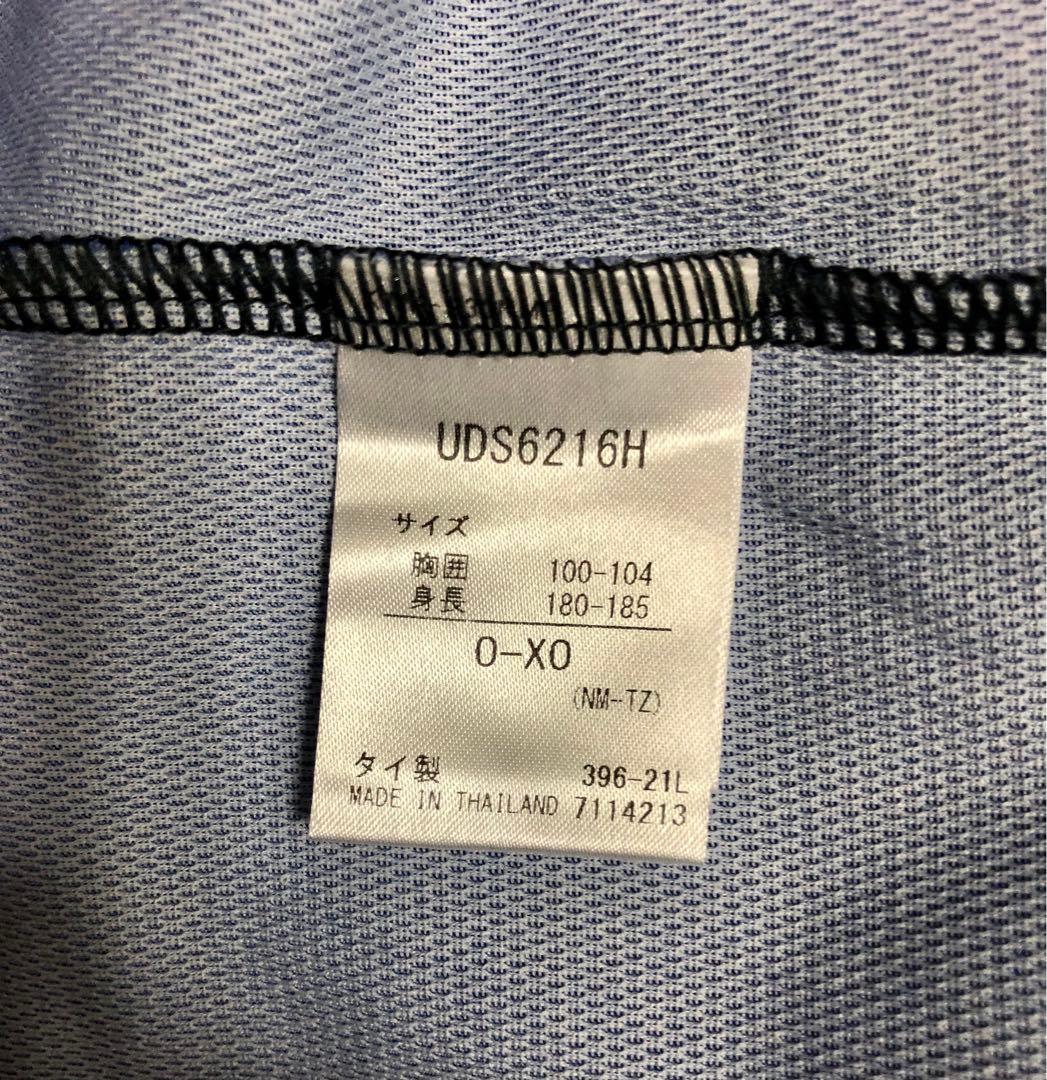 UDS6216H
サイズ
胸囲 100-104
身長 180-185
O-XO
(NM-TZ)
タイ製 396-21L
MADE IN THAILAND 7114213